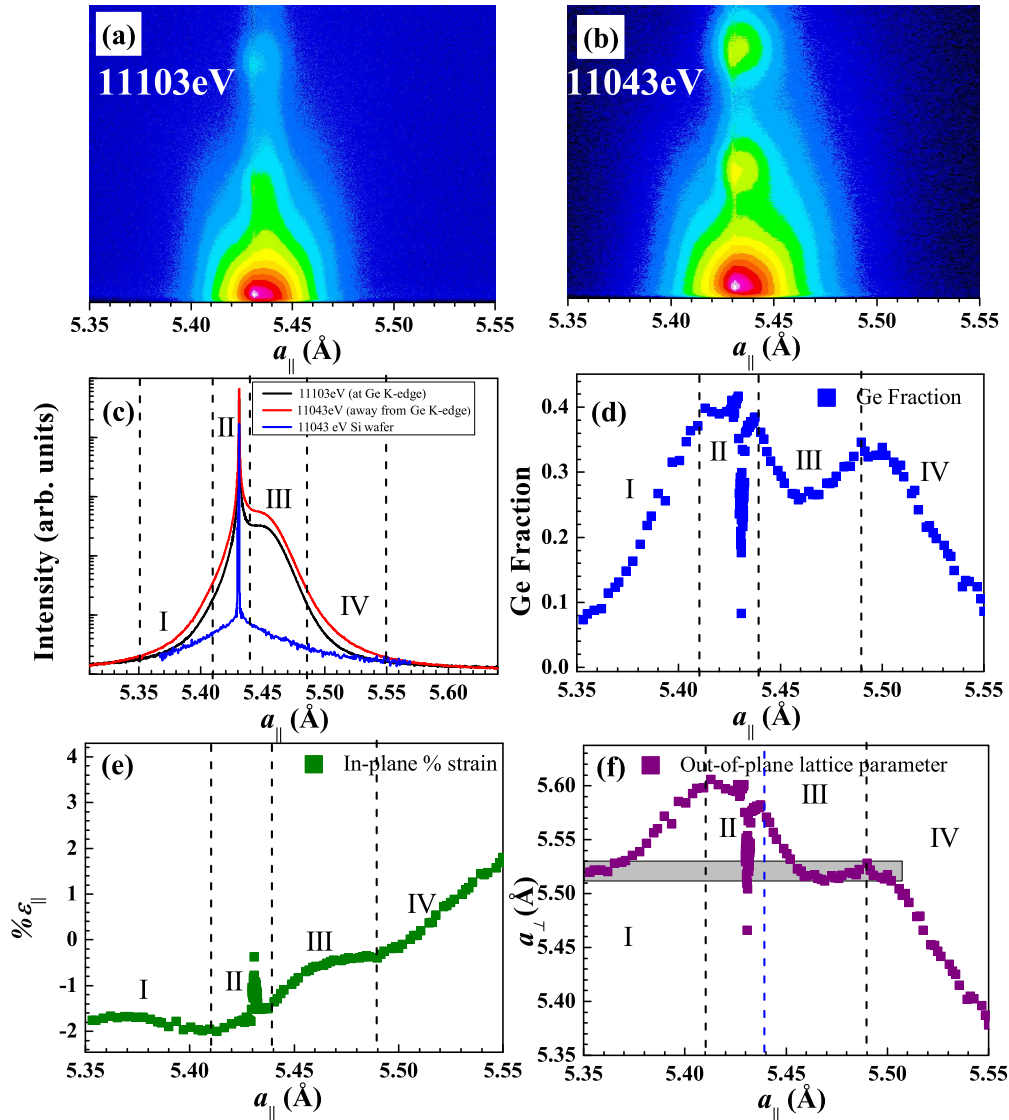 (a)
11103eV
5.35 5.40 5.45 5.50 5.55
a|| (Å)
(b)
11043eV
5.35 5.40 5.45 5.50 5.55
a|| (Å)
(c)
11103eV (at Ge K-edge)
11043eV (away from Ge K-edge)
11043 eV Si wafer
II
III
I
IV
Intensity (arb. units)
5.35 5.40 5.45 5.50 5.55 5.60
a|| (Å)
(d)
Ge Fraction
0.4
0.3
0.2
0.1
0.0
I
II
III
IV
Ge Fraction
5.35 5.40 5.45 5.50 5.55
a|| (Å)
(e)
In-plane % strain
4
3
2
1
0
-1
-2
I
II
III
IV
%ε||
5.35 5.40 5.45 5.50 5.55
a|| (Å)
(f)
Out-of-plane lattice parameter
5.60
5.55
5.50
5.40
5.35
I
II
III
IV
a⊥ (Å)
5.35 5.40 5.45 5.50 5.55
a|| (Å)